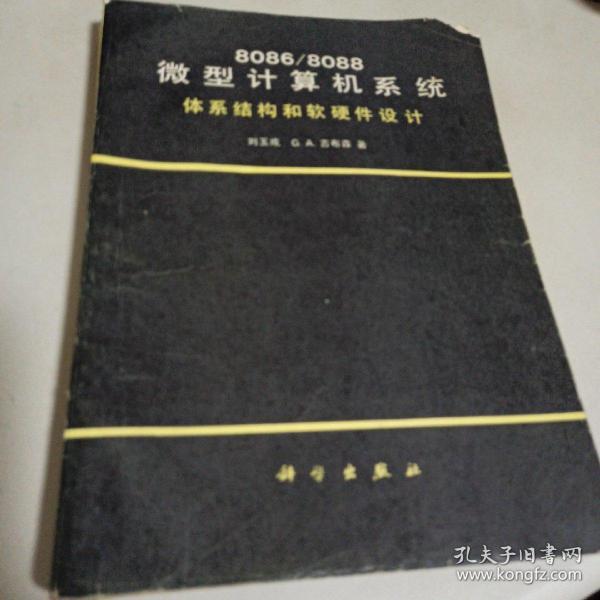 8086/8088
微型计算机系统
体系结构和软硬件设计
刘玉成 G.A.吉布森 著
科学出版社
孔夫子旧書网
www.kongfz.com